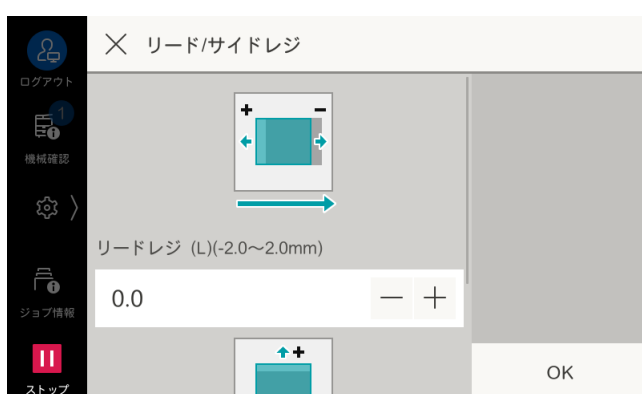 リード/サイドレジ
ログアウト
1
機械確認
ジョブ情報
ストップ
+ −
リードレジ (L)(-2.0～2.0mm)
0.0
− +
+
OK